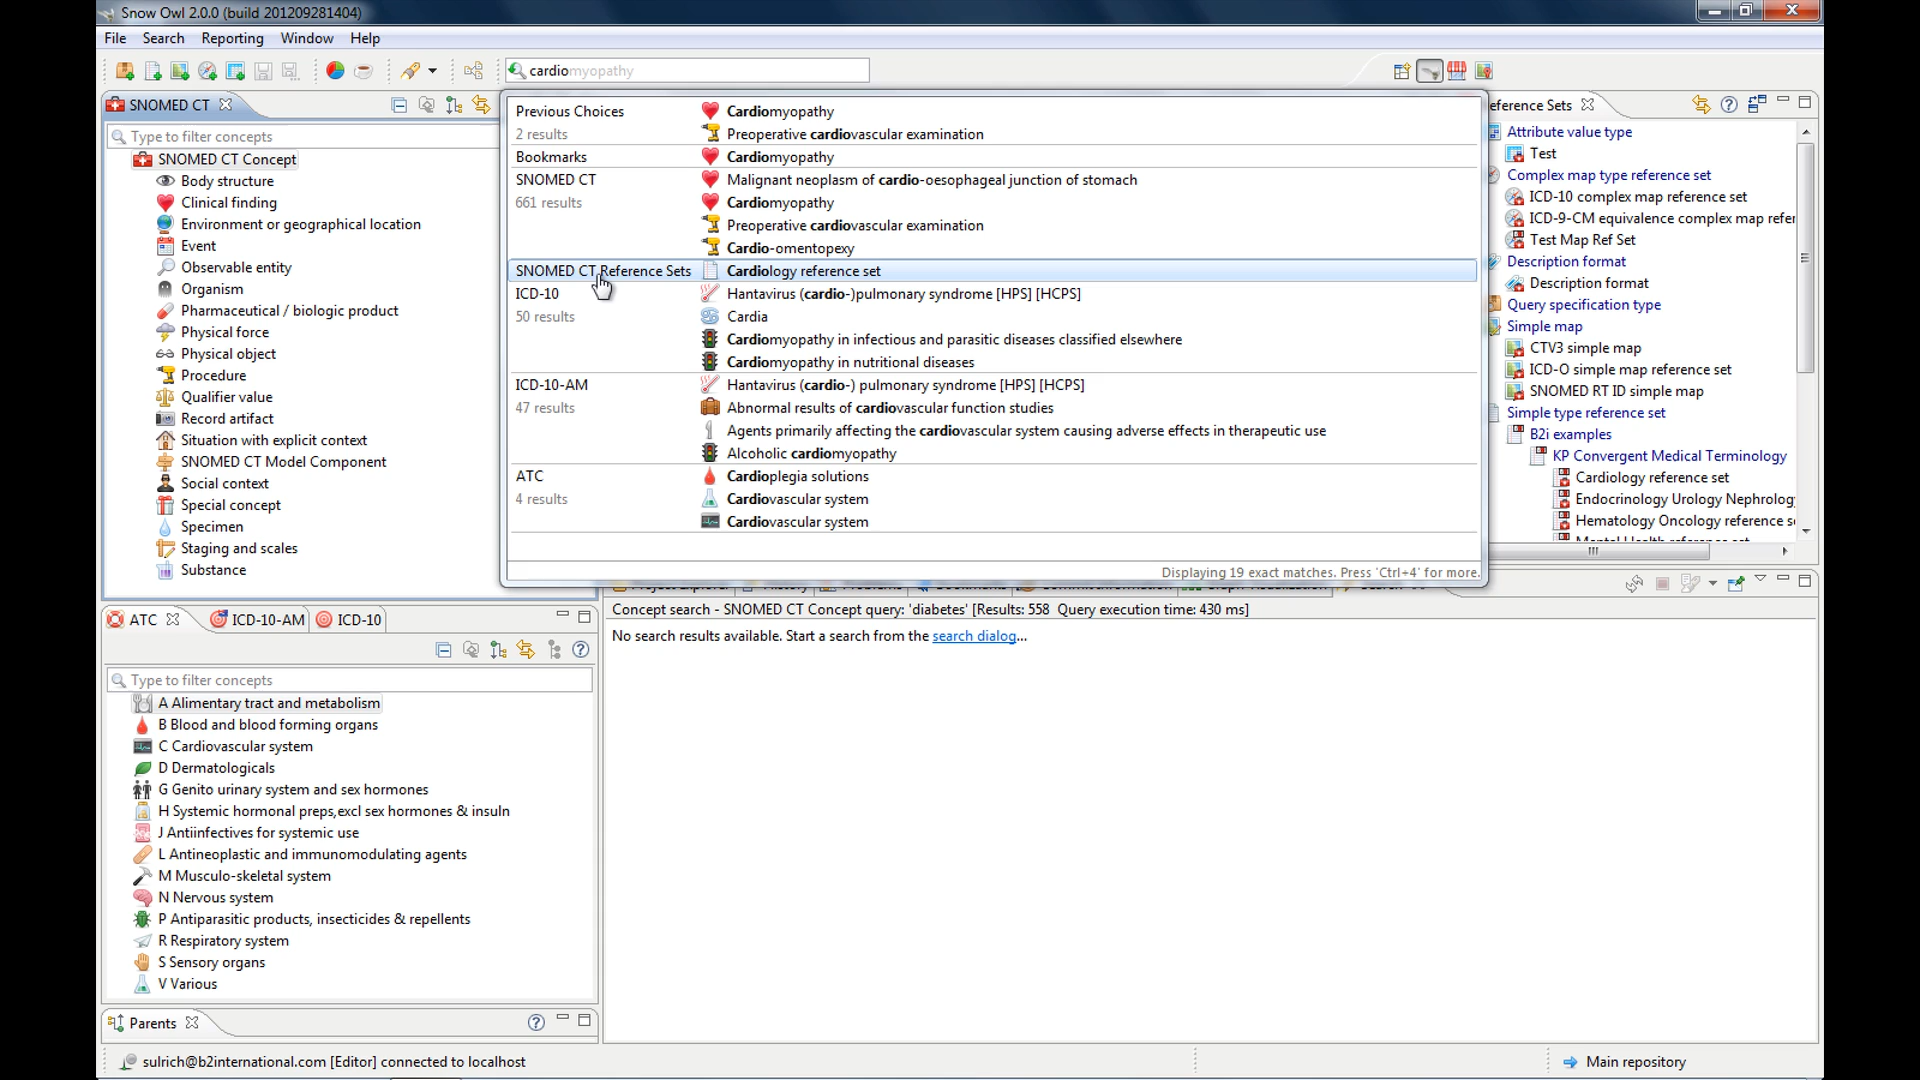 Snow Owl 2.0.0 (build 201209281404)
File Search Reporting Window Help
cardiomyopathy
SNOMED CT
Type to filter concepts
SNOMED CT Concept
Body structure
Clinical finding
Environment or geographical location
Event
Observable entity
Organism
Pharmaceutical / biologic product
Physical force
Physical object
Procedure
Qualifier value
Record artifact
Situation with explicit context
SNOMED CT Model Component
Social context
Special concept
Specimen
Staging and scales
Substance
Previous Choices Cardiomyopathy
2 results Preoperative cardiovascular examination
Bookmarks Cardiomyopathy
SNOMED CT Malignant neoplasm of cardio-oesophageal junction of stomach
661 results Cardiomyopathy
Preoperative cardiovascular examination
Cardio-omentopexy
SNOMED CT Reference Sets Cardiology reference set
ICD-10 Hantavirus (cardio-)pulmonary syndrome [HPS] [HCPS]
50 results Cardia
Cardiomyopathy in infectious and parasitic diseases classified elsewhere
Cardiomyopathy in nutritional diseases
ICD-10-AM Hantavirus (cardio-) pulmonary syndrome [HPS] [HCPS]
47 results Abnormal results of cardiovascular function studies
Agents primarily affecting the cardiovascular system causing adverse effects in therapeutic use
Alcoholic cardiomyopathy
ATC Cardioplegia solutions
4 results Cardiovascular system
Cardiovascular system
Displaying 19 exact matches. Press 'Ctrl+4' for more.
eference Sets
Attribute value type
Test
Complex map type reference set
ICD-10 complex map reference set
ICD-9-CM equivalence complex map refer
Test Map Ref Set
Description format
Description format
Query specification type
Simple map
CTV3 simple map
ICD-O simple map reference set
SNOMED RT ID simple map
Simple type reference set
B2i examples
KP Convergent Medical Terminology
Cardiology reference set
Endocrinology Urology Nephrolog
Hematology Oncology reference s
Concept search - SNOMED CT Concept query: 'diabetes' [Results: 558 Query execution time: 430 ms]
No search results available. Start a search from the search dialog...
ATC ICD-10-AM ICD-10
Type to filter concepts
A Alimentary tract and metabolism
B Blood and blood forming organs
C Cardiovascular system
D Dermatologicals
G Genito urinary system and sex hormones
H Systemic hormonal preps,excl sex hormones & insuln
J Antiinfectives for systemic use
L Antineoplastic and immunomodulating agents
M Musculo-skeletal system
N Nervous system
P Antiparasitic products, insecticides & repellents
R Respiratory system
S Sensory organs
V Various
Parents
sulrich@b2international.com [Editor] connected to localhost
Main repository